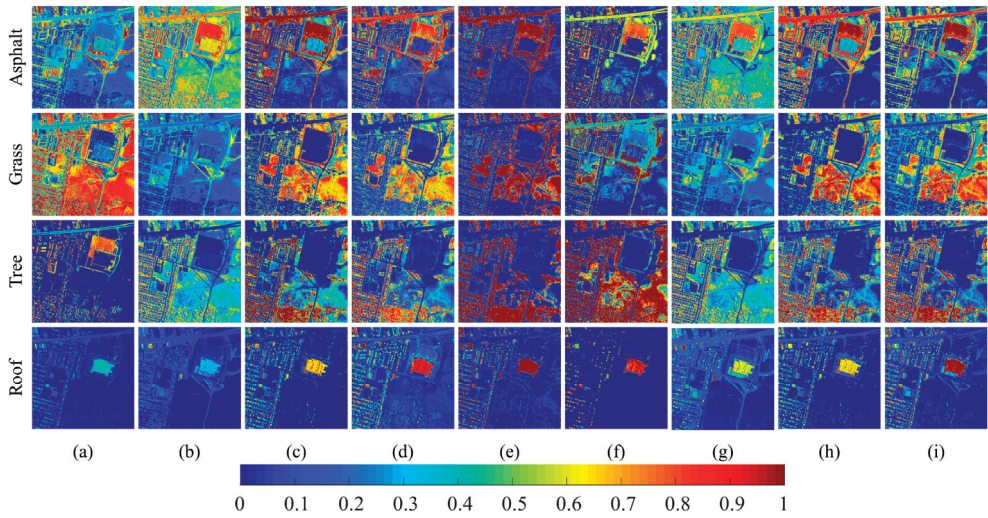 Asphalt
Grass
Tree
Roof
(a) (b) (c) (d) (e) (f) (g) (h) (i)
0 0.1 0.2 0.3 0.4 0.5 0.6 0.7 0.8 0.9 1